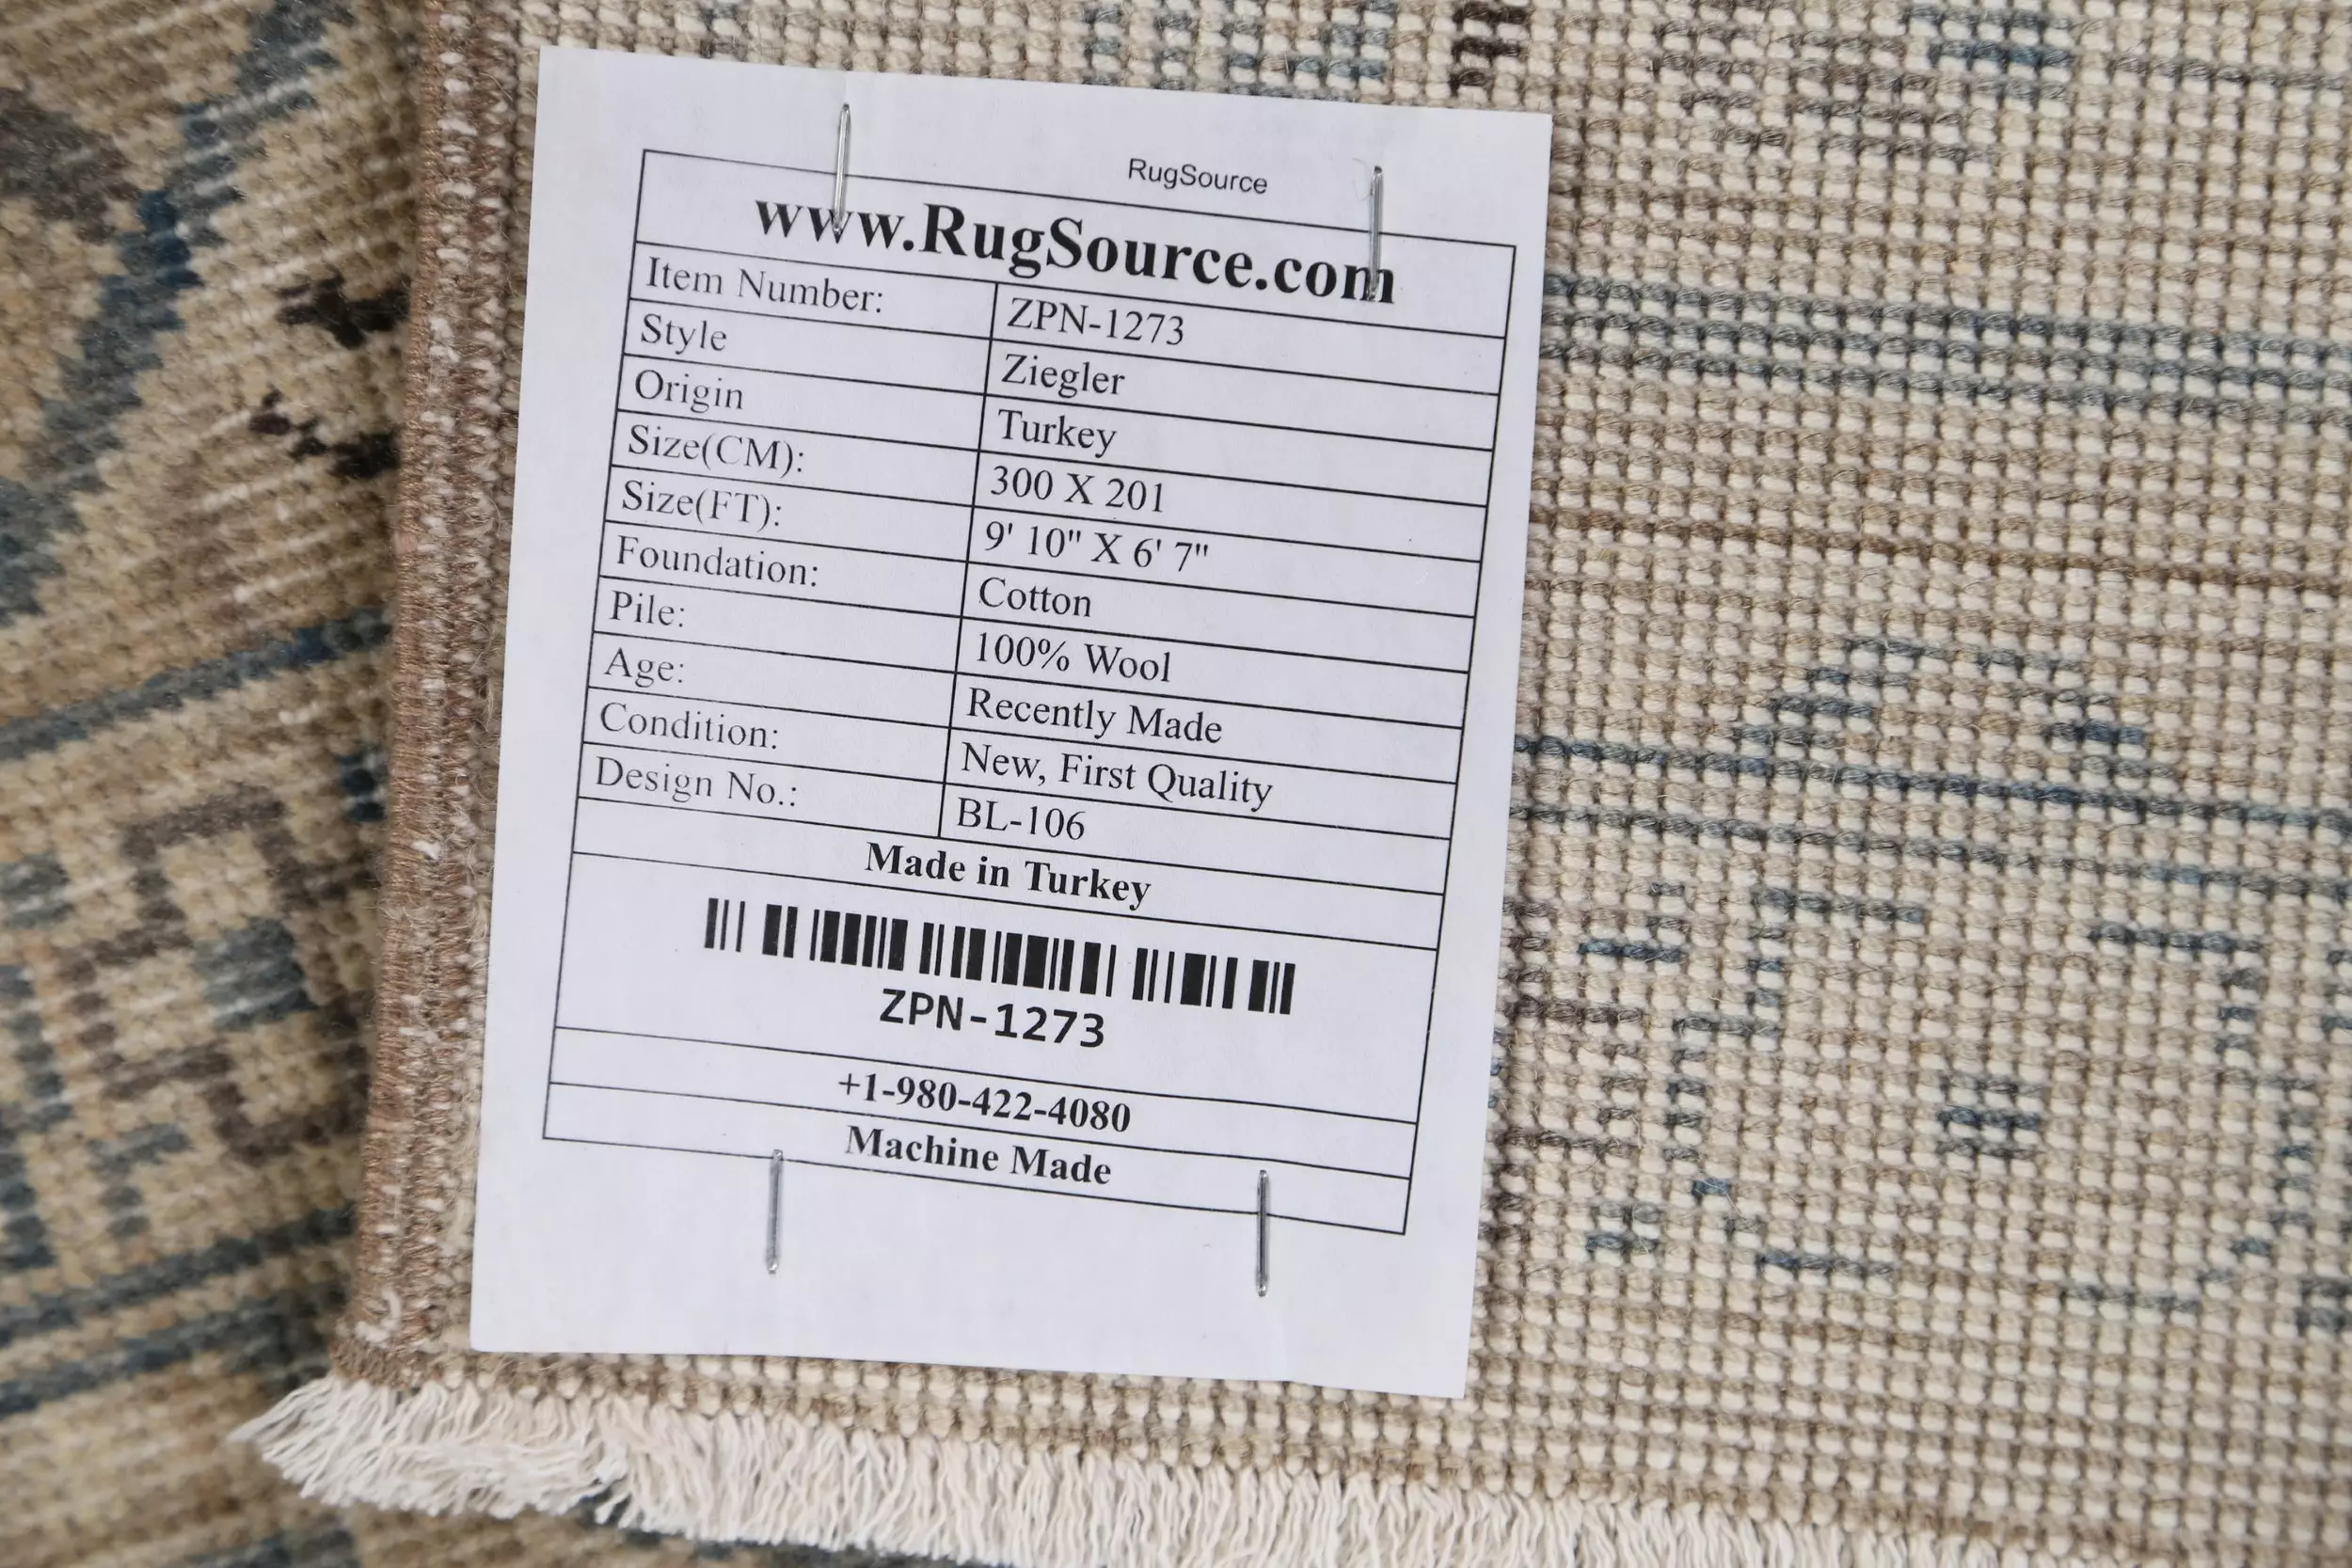 RugSource
www.RugSource.com
Item Number: ZPN-1273
Style Ziegler
Origin Turkey
Size(CM): 300 X 201
Size(FT): 9' 10" X 6' 7"
Foundation: Cotton
Pile: 100% Wool
Age: Recently Made
Condition: New, First Quality
Design No.: BL-106
Made in Turkey
ZPN-1273
+1-980-422-4080
Machine Made